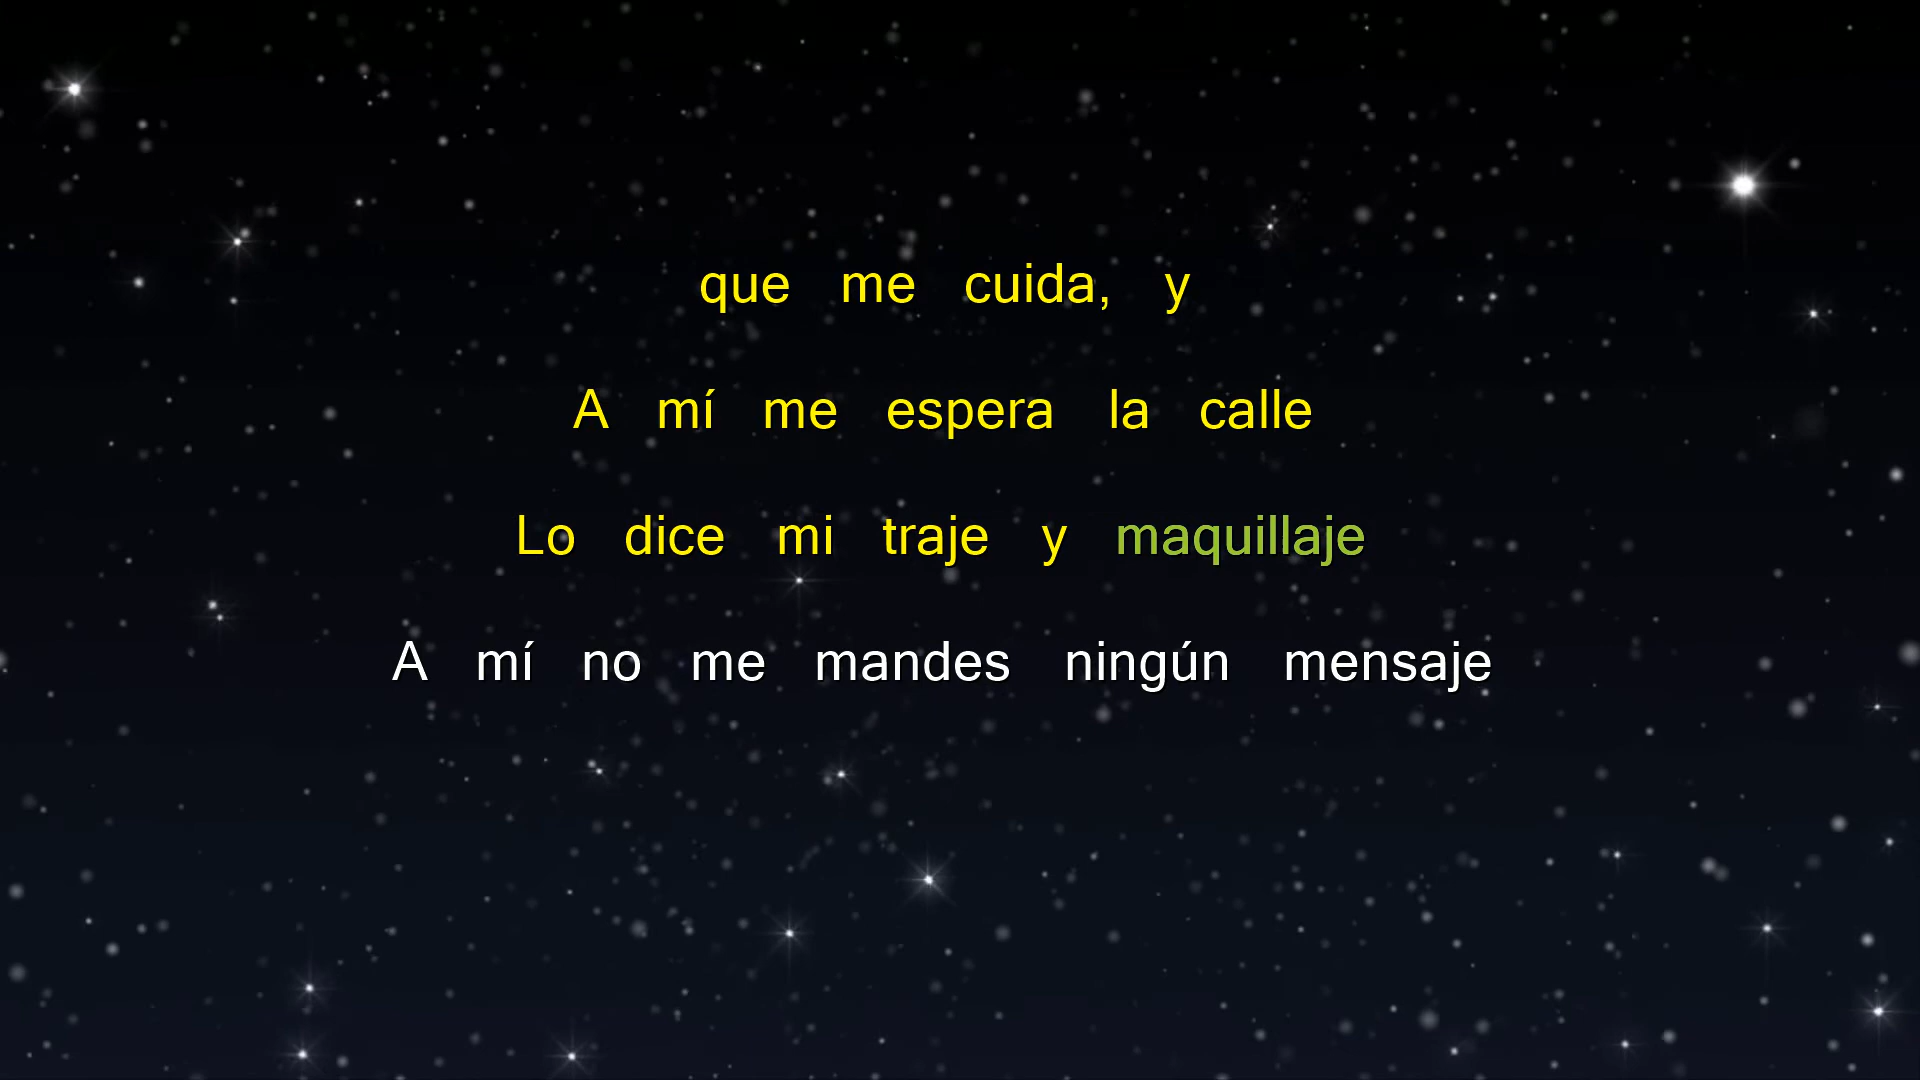 que me cuida, y
A mí me espera la calle
Lo dice mi traje y maquillaje
A mí no me mandes ningún mensaje